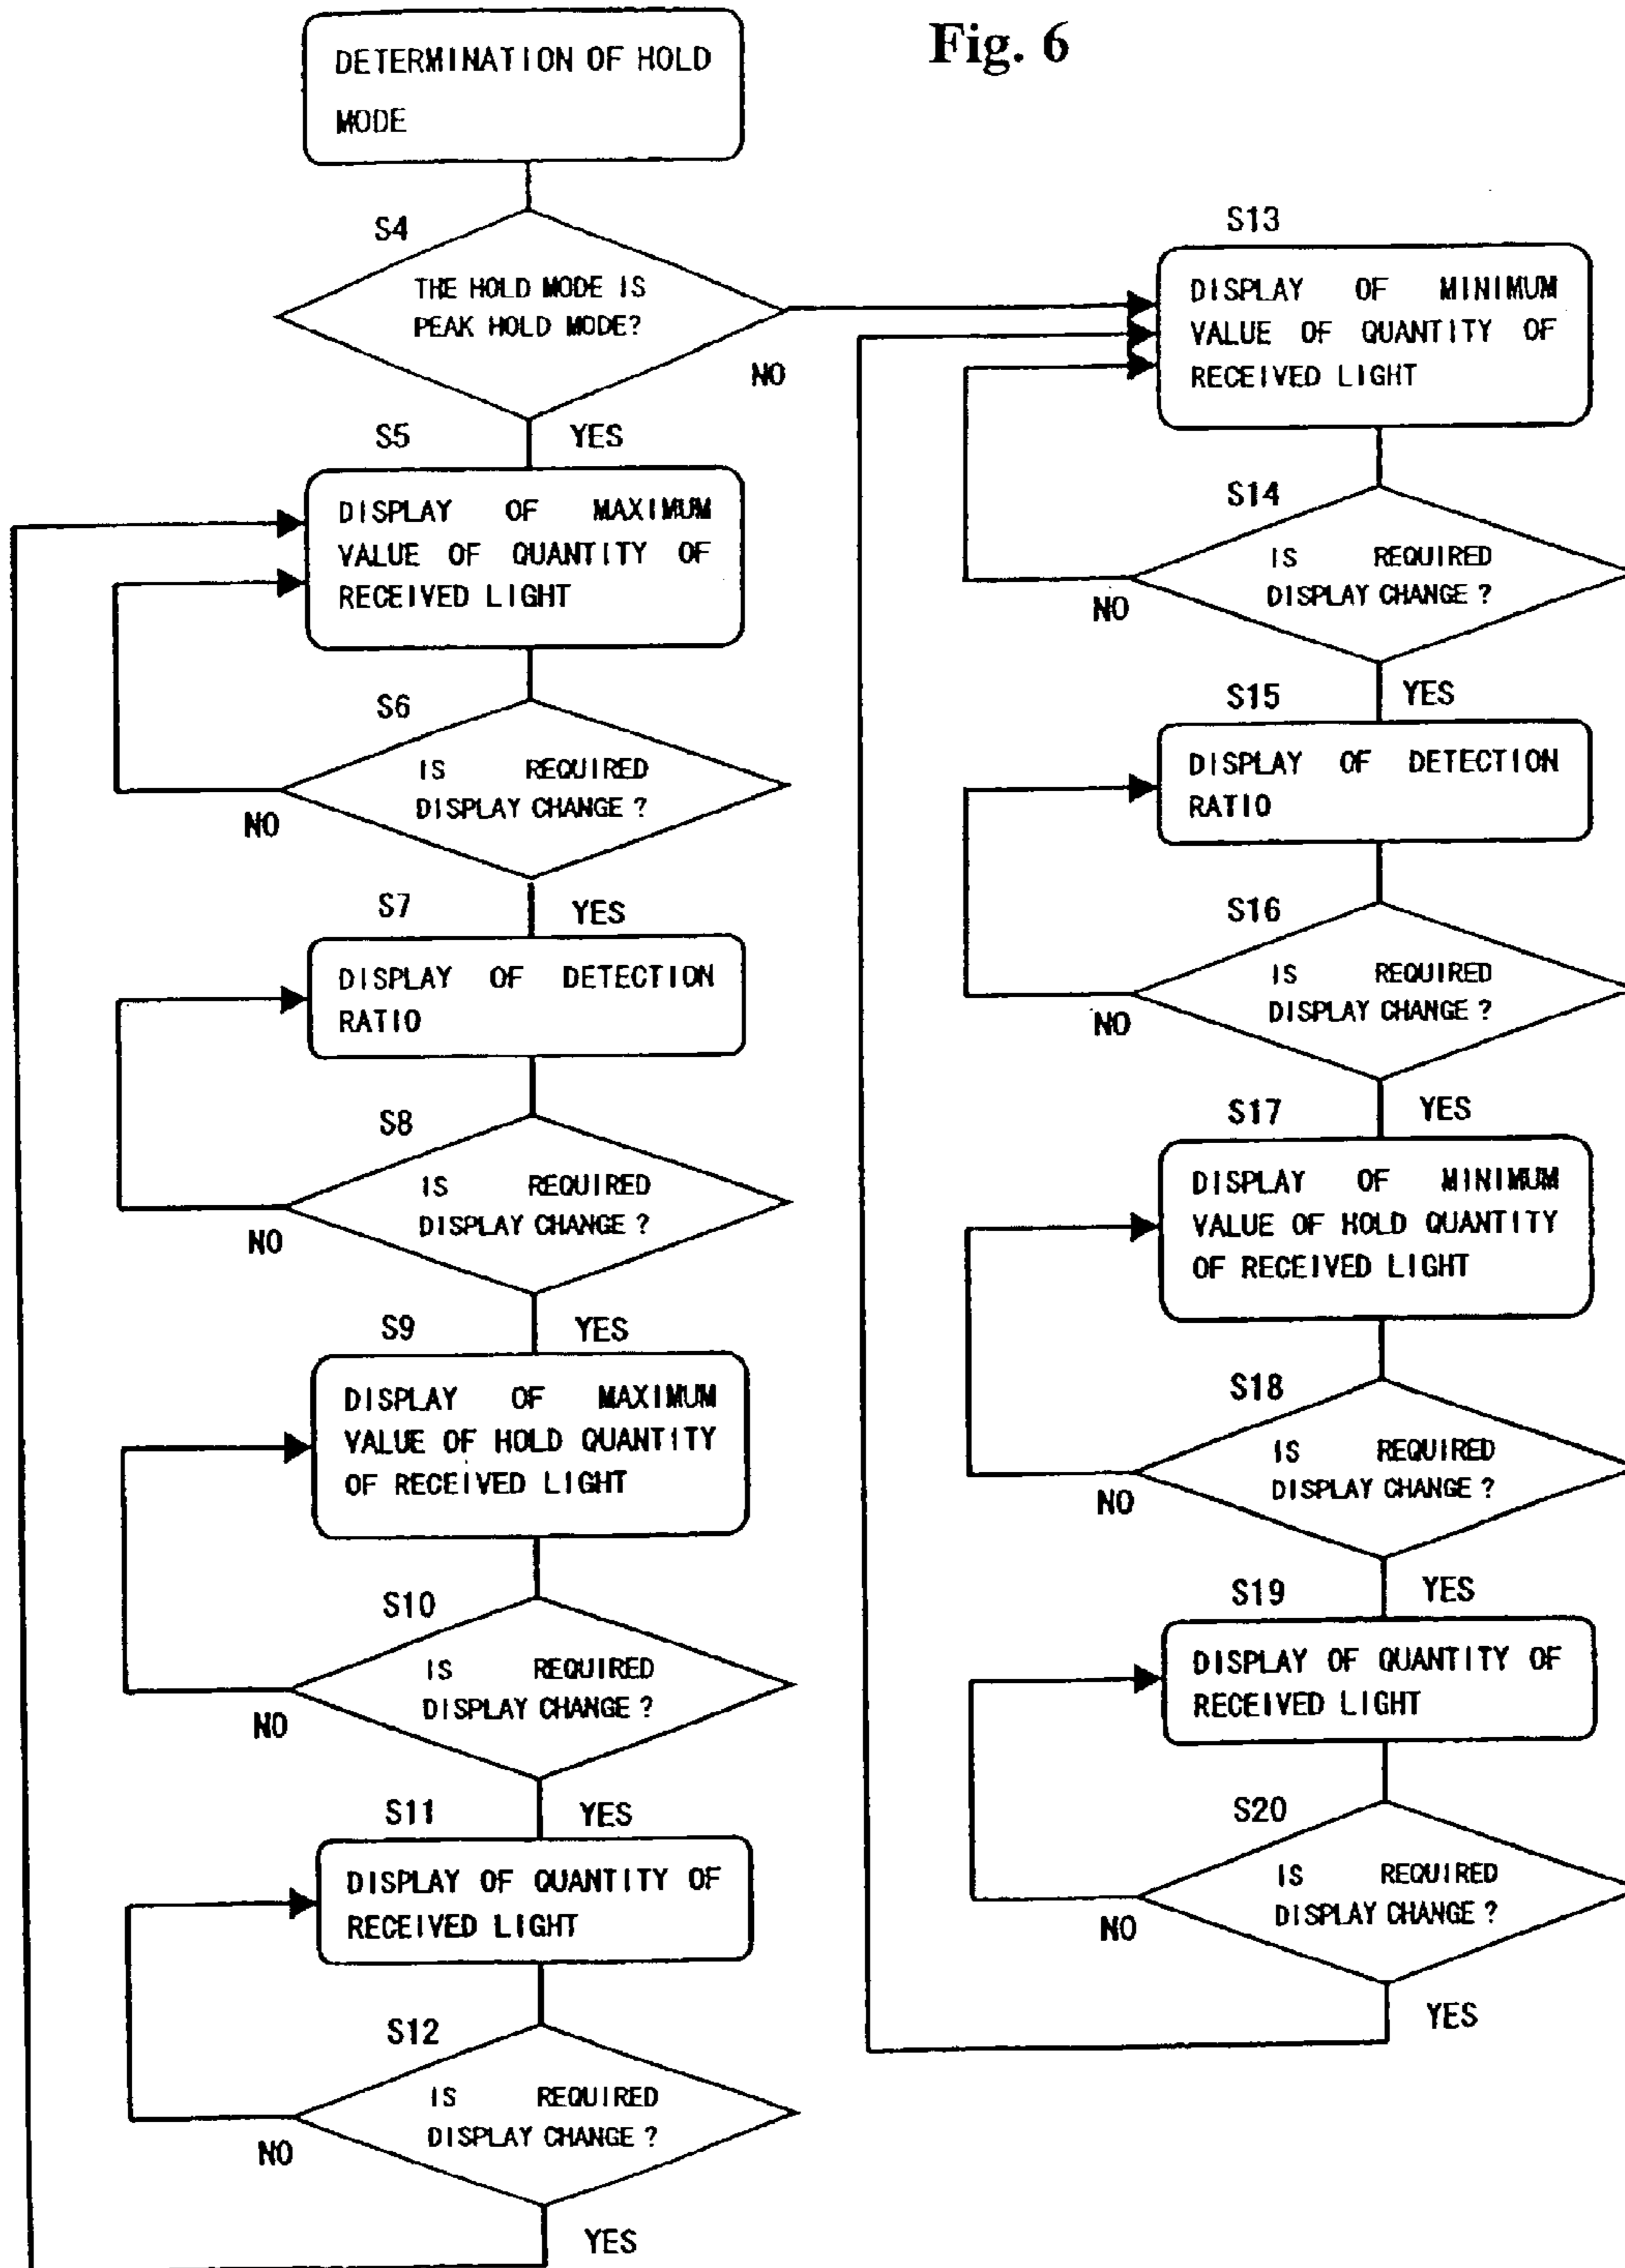 Fig. 6
DETERMINATION OF HOLD
MODE
S4
THE HOLD MODE IS
PEAK HOLD MODE?
NO
YES
S5
DISPLAY OF MAXIMUM
VALUE OF QUANTITY OF
RECEIVED LIGHT
S6
IS REQUIRED
DISPLAY CHANGE ?
NO
YES
S7
DISPLAY OF DETECTION
RATIO
S8
IS REQUIRED
DISPLAY CHANGE ?
NO
YES
S9
DISPLAY OF MAXIMUM
VALUE OF HOLD QUANTITY
OF RECEIVED LIGHT
S10
IS REQUIRED
DISPLAY CHANGE ?
NO
YES
S11
DISPLAY OF QUANTITY OF
RECEIVED LIGHT
S12
IS REQUIRED
DISPLAY CHANGE ?
NO
YES
S13
DISPLAY OF MINIMUM
VALUE OF QUANTITY OF
RECEIVED LIGHT
S14
IS REQUIRED
DISPLAY CHANGE ?
NO
YES
S15
DISPLAY OF DETECTION
RATIO
S16
IS REQUIRED
DISPLAY CHANGE ?
NO
YES
S17
DISPLAY OF MINIMUM
VALUE OF HOLD QUANTITY
OF RECEIVED LIGHT
S18
IS REQUIRED
DISPLAY CHANGE ?
NO
YES
S19
DISPLAY OF QUANTITY OF
RECEIVED LIGHT
S20
IS REQUIRED
DISPLAY CHANGE ?
NO
YES